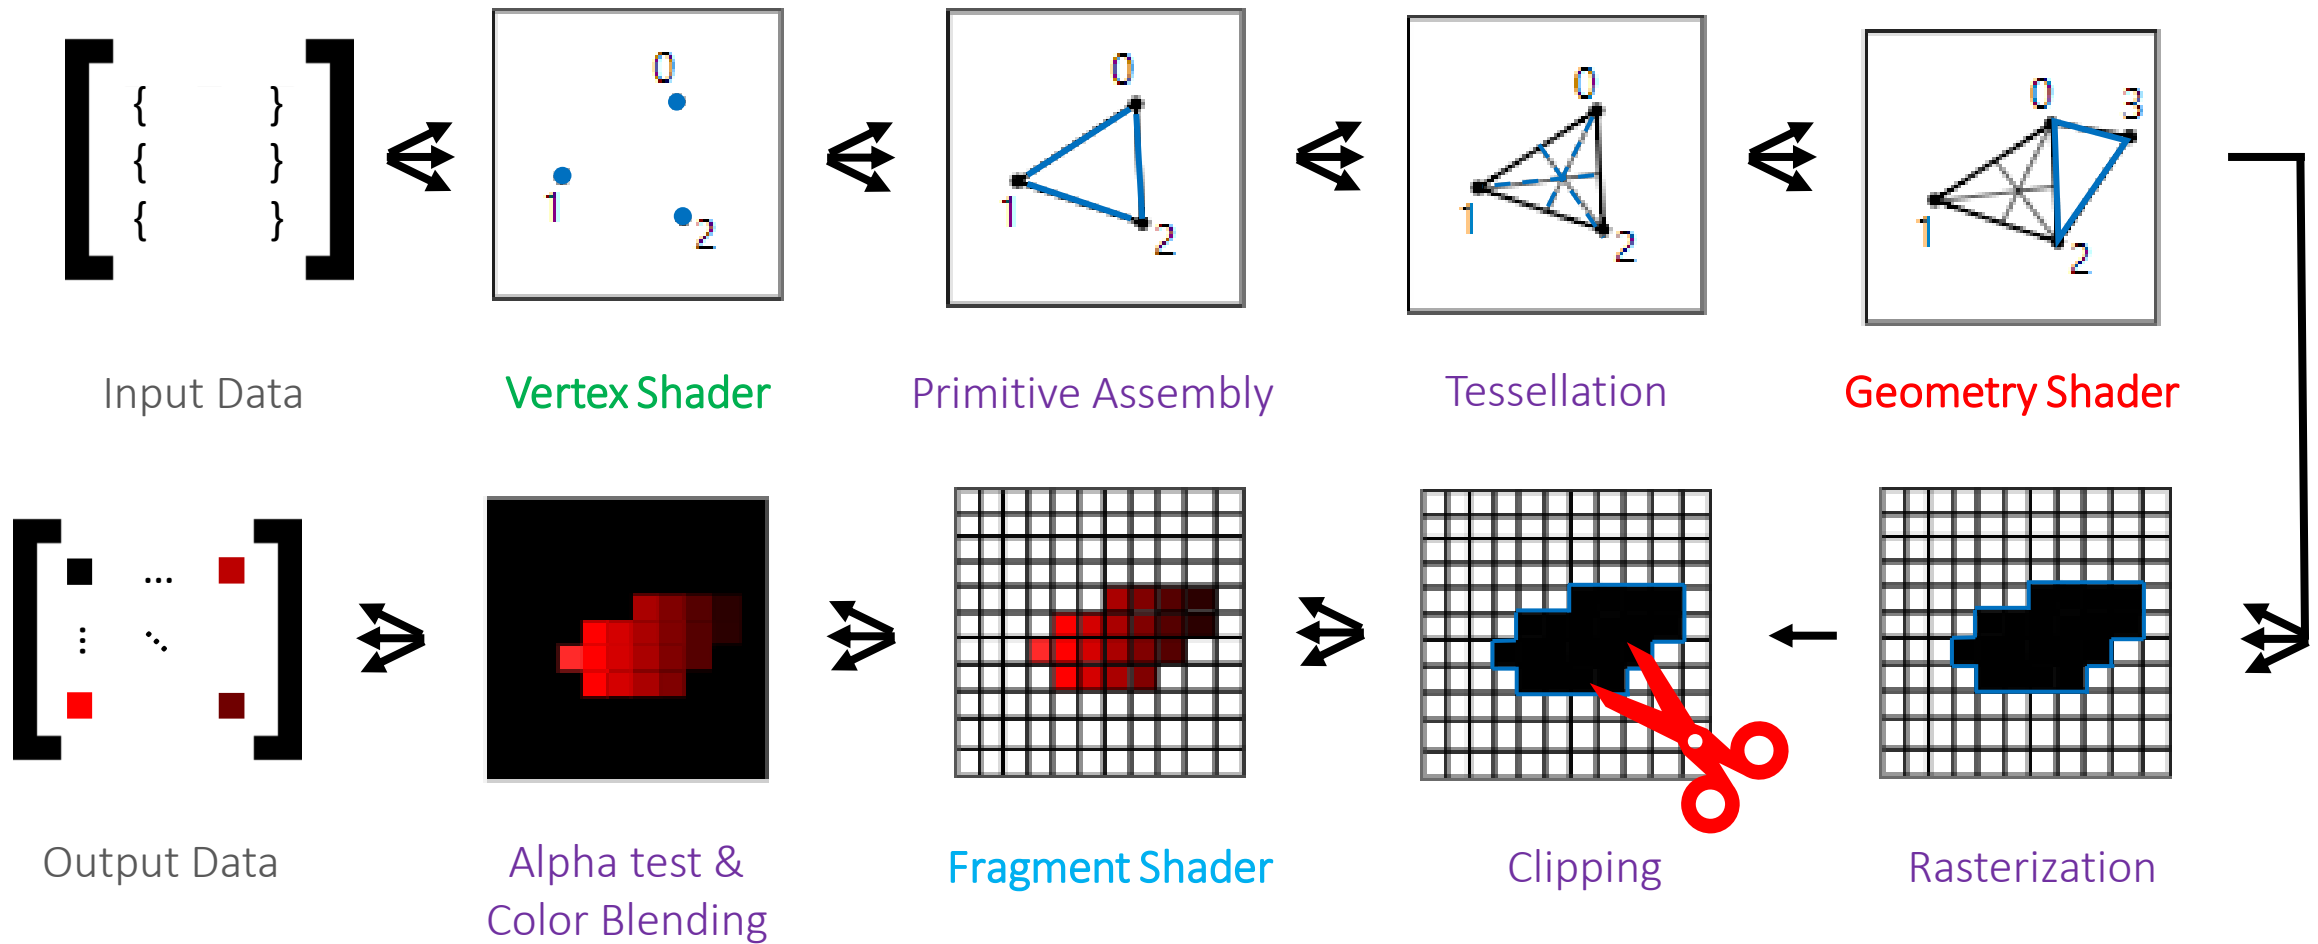 { }
{ }
{ }
0
1
2
0
1
2
0
1
2
0
3
1
2
Input Data
Vertex Shader
Primitive Assembly
Tessellation
Geometry Shader
...
⋮
⋱
Output Data
Alpha test &
Color Blending
Fragment Shader
Clipping
Rasterization